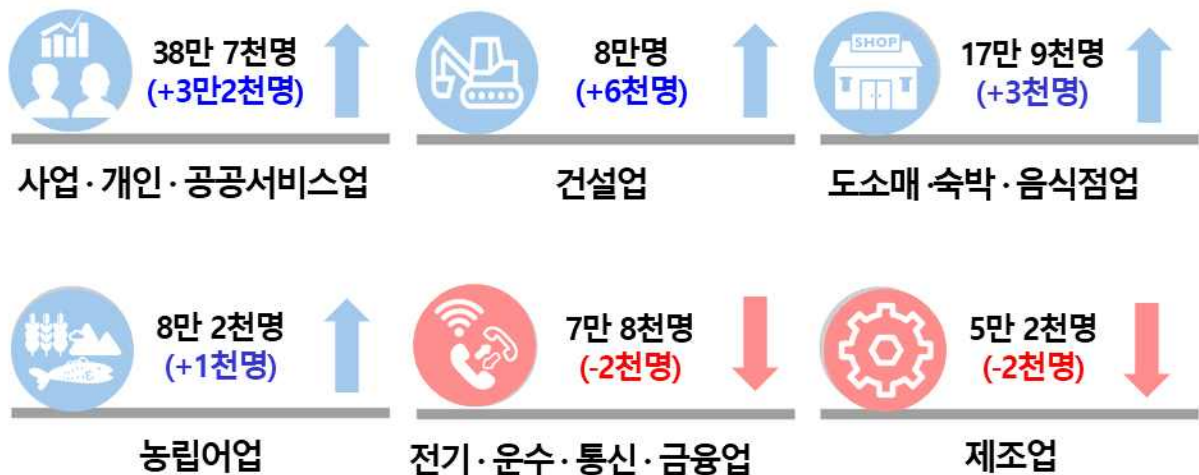 38만 7천명
(+3만2천명)
사업·개인·공공서비스업
8만명
(+6천명)
건설업
SHOP
17만 9천명
(+3천명)
도소매·숙박·음식점업
8만 2천명
(+1천명)
농립어업
7만 8천명
(-2천명)
전기·운수·통신·금융업
5만 2천명
(-2천명)
제조업